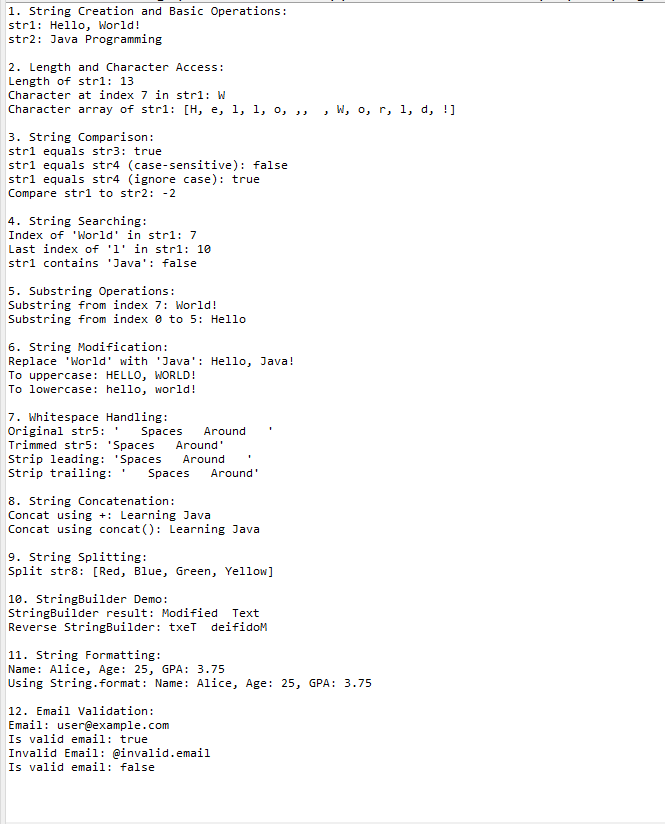 1. String Creation and Basic Operations:
str1: Hello, World!
str2: Java Programming

2. Length and Character Access:
Length of str1: 13
Character at index 7 in str1: W
Character array of str1: [H, e, l, l, o, ,,  , W, o, r, l, d, !]

3. String Comparison:
str1 equals str3: true
str1 equals str4 (case-sensitive): false
str1 equals str4 (ignore case): true
Compare str1 to str2: -2

4. String Searching:
Index of 'World' in str1: 7
Last index of 'l' in str1: 10
str1 contains 'Java': false

5. Substring Operations:
Substring from index 7: World!
Substring from index 0 to 5: Hello

6. String Modification:
Replace 'World' with 'Java': Hello, Java!
To uppercase: HELLO, WORLD!
To lowercase: hello, world!

7. Whitespace Handling:
Original str5: '   Spaces   Around   '
Trimmed str5: 'Spaces   Around'
Strip leading: 'Spaces   Around   '
Strip trailing: '   Spaces   Around'

8. String Concatenation:
Concat using +: Learning Java
Concat using concat(): Learning Java

9. String Splitting:
Split str8: [Red, Blue, Green, Yellow]

10. StringBuilder Demo:
StringBuilder result: Modified  Text
Reverse StringBuilder: txeT  deifidoM

11. String Formatting:
Name: Alice, Age: 25, GPA: 3.75
Using String.format: Name: Alice, Age: 25, GPA: 3.75

12. Email Validation:
Email: user@example.com
Is valid email: true
Invalid Email: @invalid.email
Is valid email: false